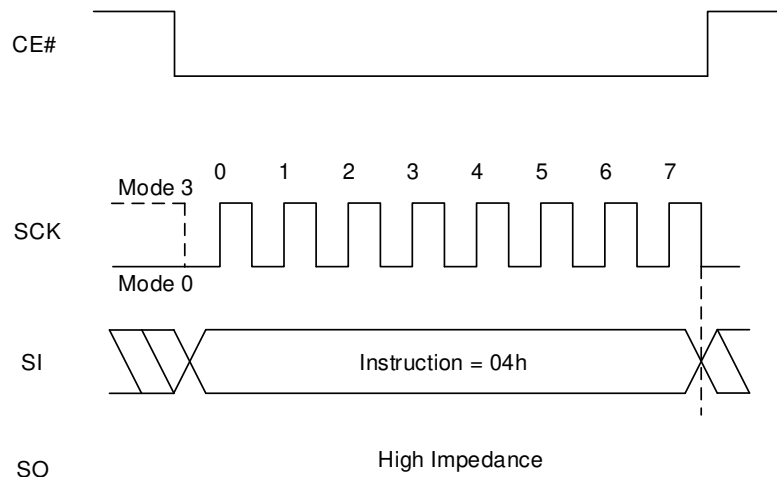 CE#
0 1 2 3 4 5 6 7
Mode 3
SCK
Mode 0
SI
Instruction = 04h
SO
High Impedance